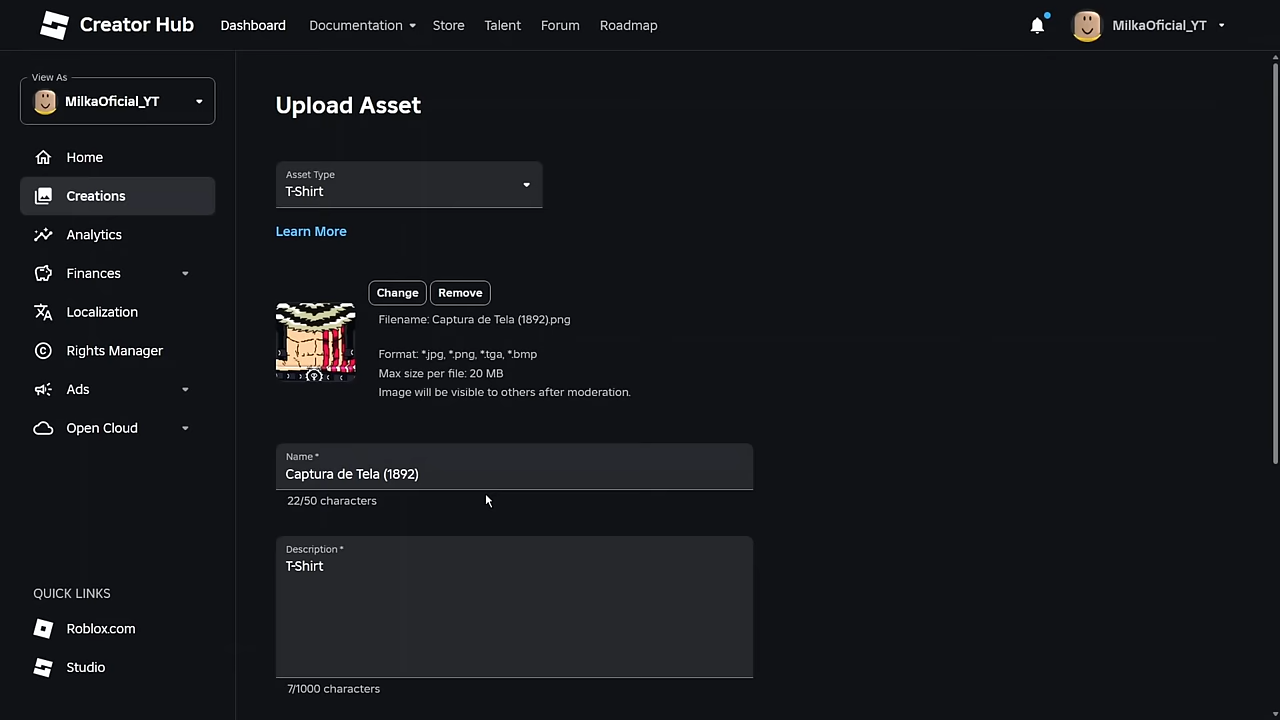 Creator Hub
Dashboard
Documentation
Store
Talent
Forum
Roadmap
MilkaOficial_YT
View As
MilkaOficial_YT
Home
Creations
Analytics
Finances
Localization
Rights Manager
Ads
Open Cloud
QUICK LINKS
Roblox.com
Studio
Upload Asset
Asset Type
T-Shirt
Learn More
Change
Remove
Filename: Captura de Tela (1892).png
Format: *.jpg, *.png, *.tga, *.bmp
Max size per file: 20 MB
Image will be visible to others after moderation.
Name *
Captura de Tela (1892)
22/50 characters
Description *
T-Shirt
7/1000 characters